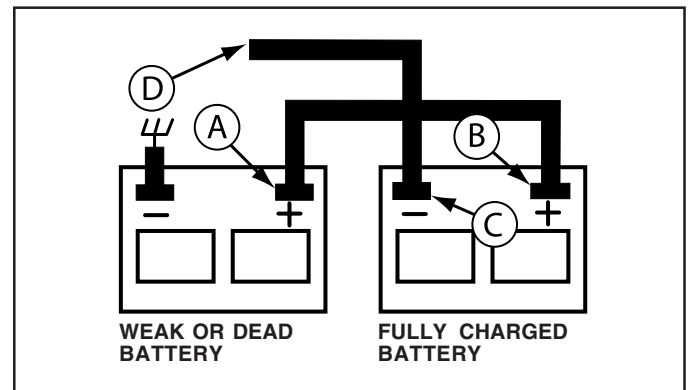 D
A
B
C
– + – +
WEAK OR DEAD
BATTERY
FULLY CHARGED
BATTERY